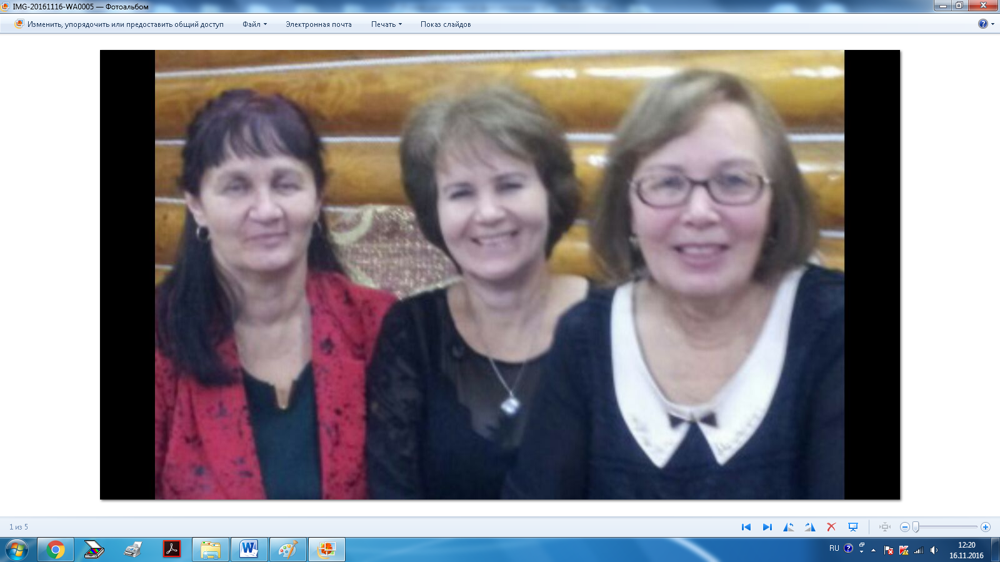 IMG-20161116-WA0005 — Фотоальбом
Изменить, упорядочить или предоставить общий доступ Файл Электронная почта Печать Показ слайдов
1 из 5
RU 12:20
16.11.2016